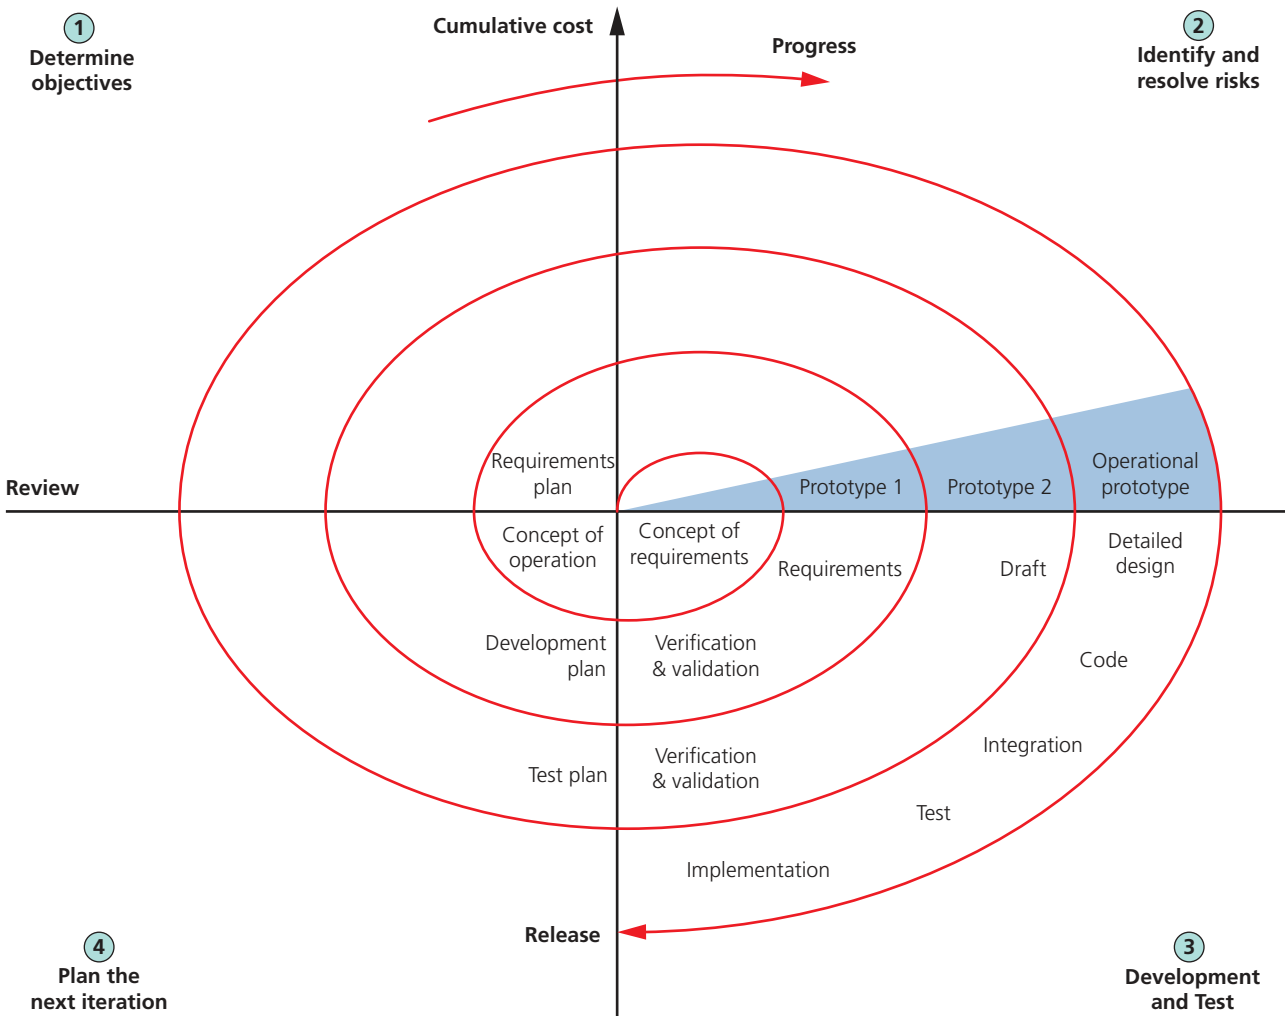 1
Determine
objectives
Cumulative cost
Progress
2
Identify and
resolve risks
Review
Requirements
plan
Prototype 1
Prototype 2
Operational
prototype
Concept of
operation
Concept of
requirements
Requirements
Draft
Detailed
design
Development
plan
Verification
& validation
Code
Test plan
Verification
& validation
Integration
Test
Implementation
Release
4
Plan the
next iteration
3
Development
and Test